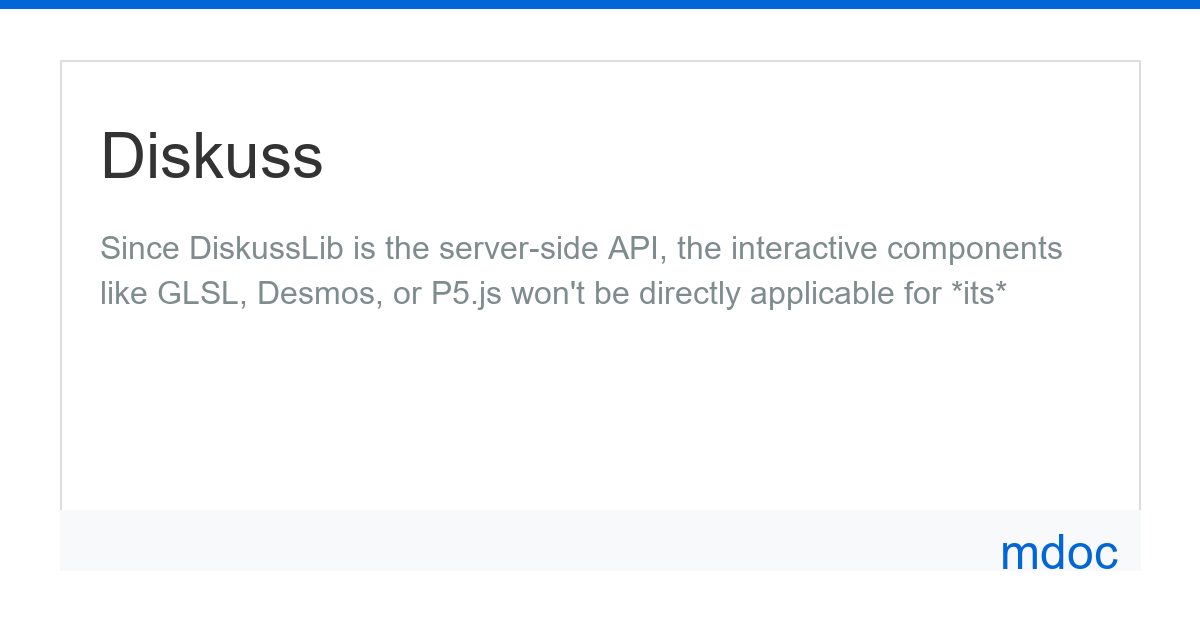 Diskuss
Since DiskussLib is the server-side API, the interactive components
like GLSL, Desmos, or P5.js won't be directly applicable for *its*
mdoc